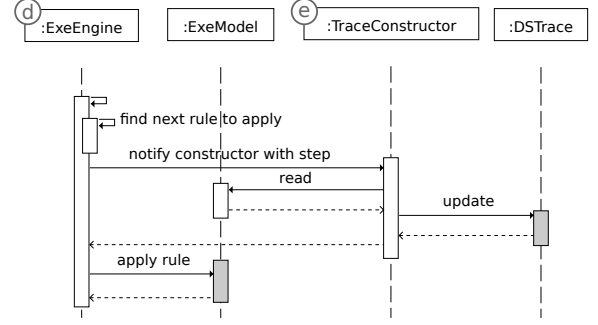 d
:ExeEngine
:ExeModel
e
:TraceConstructor
:DSTrace
find next rule to apply
notify constructor with step
read
update
apply rule